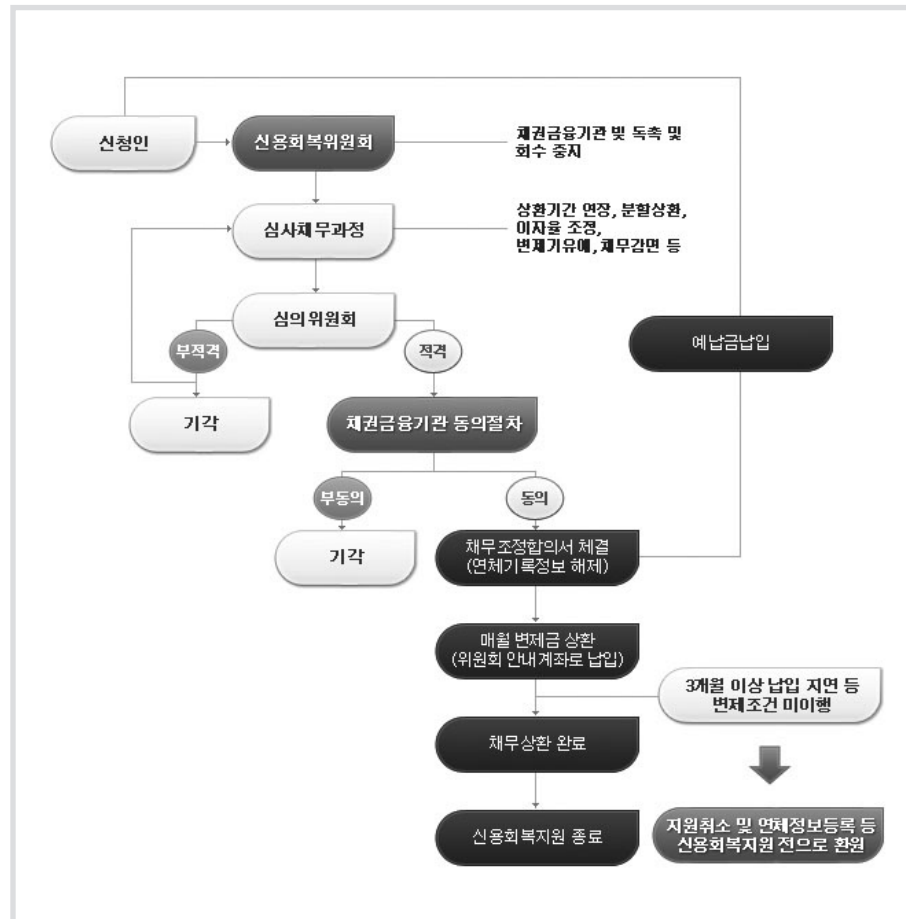 신청인
신용회복위원회
채권금융기관 빛 독촉 및
회수 중지
심사채무과정
상환기간 연장, 분할상환,
이자율 조정,
변제기유예, 채무감면 등
심의위원회
부적격
적격
예납금납입
기각
채권금융기관 동의절차
부동의
동의
기각
채무조정합의서 체결
(연체기록정보 해제)
매월 변제금 상환
(위원회 안내계좌로 납입)
3개월 이상 납입 지연 등
변제조건 미이행
채무상환 완료
신용회복지원 종료
지원취소 및 연체정보등록 등
신용회복지원 전으로 환원